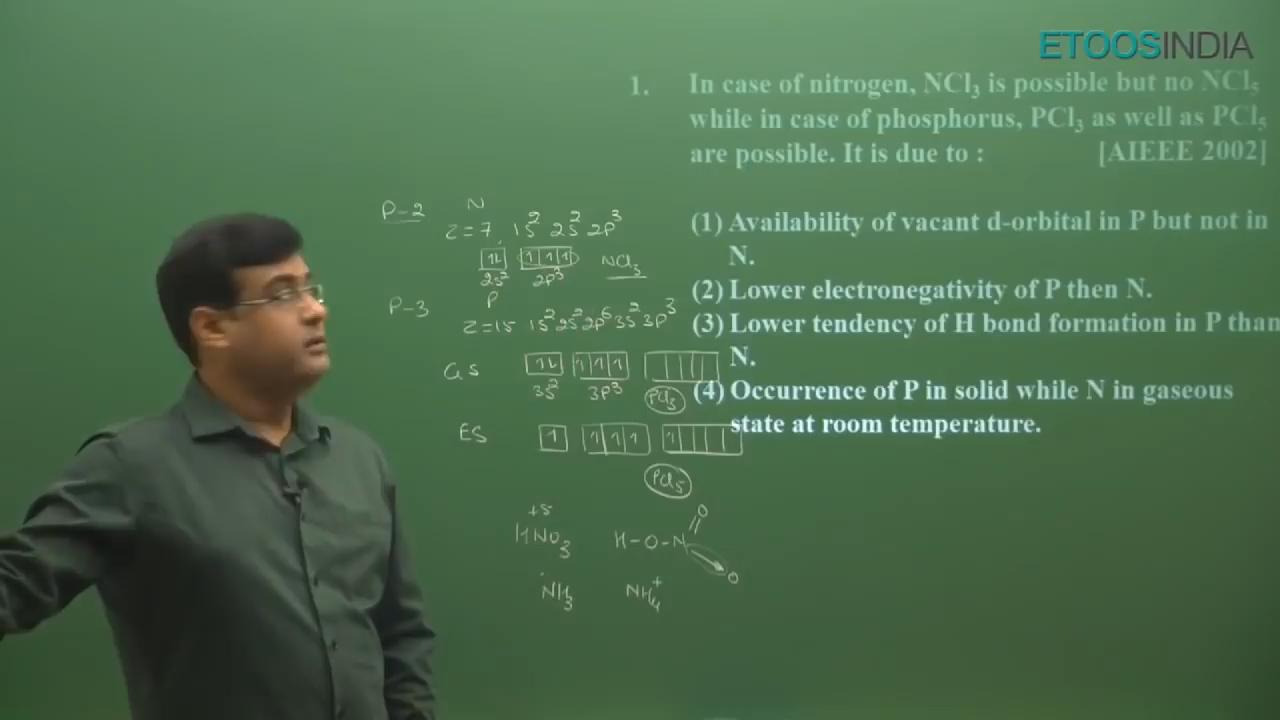 ETOOSINDIA
1. In case of nitrogen, NCl₃ is possible but no NCl₅
while in case of phosphorus, PCl₃ as well as PCl₅
are possible. It is due to : [AIEEE 2002]
(1) Availability of vacant d-orbital in P but not in
N.
(2) Lower electronegativity of P then N.
(3) Lower tendency of H bond formation in P than
N.
(4) Occurrence of P in solid while N in gaseous
state at room temperature.
P-2 N
Z=7, 1s² 2s² 2p³
NCl₃
2s² 2p³
P-3 P
Z=15 1s² 2s² 2p⁶ 3s² 3p³
GS
3s² 3p³ PCl₃
ES
PCl₅
+5
HNO₃ H-O-N O O
NH₃ NH₄⁺